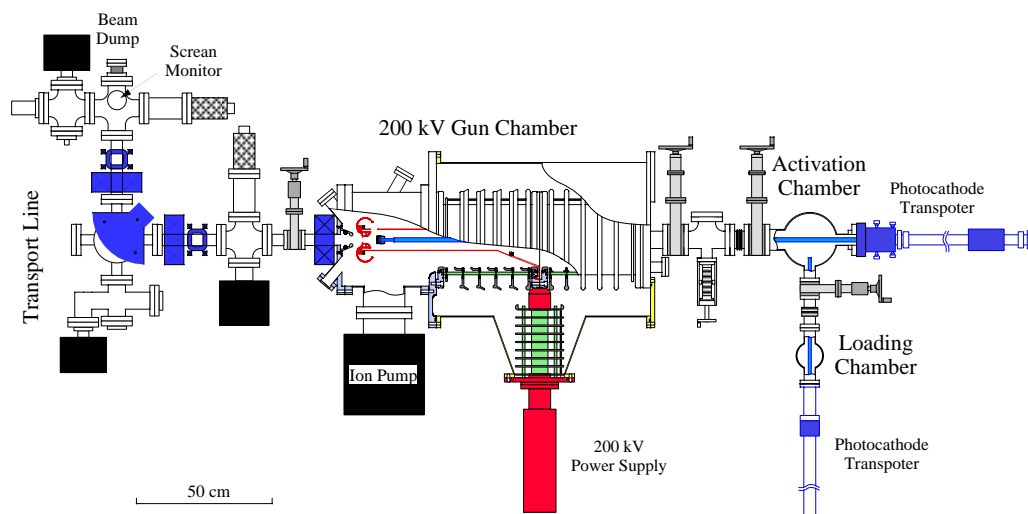 Beam
Dump
Screan
Monitor
200 kV Gun Chamber
Activation
Chamber
Photocathode
Transpoter
Transport Line
Ion Pump
Loading
Chamber
200 kV
Power Supply
Photocathode
Transpoter
50 cm